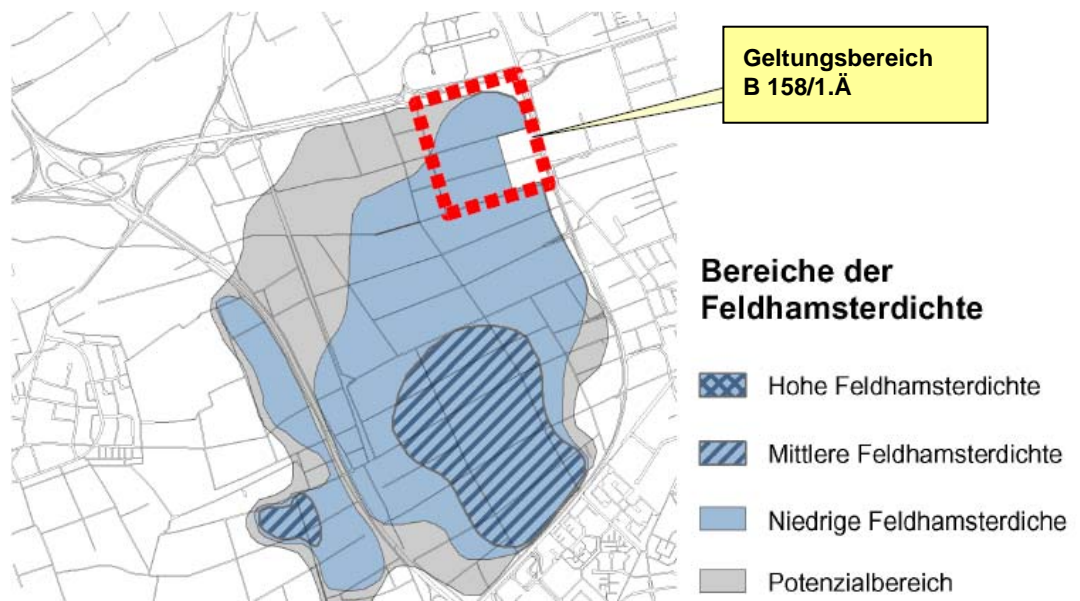 Geltungsbereich
B 158/1.Ä
Bereiche der
Feldhamsterdichte
Hohe Feldhamsterdichte
Mittlere Feldhamsterdichte
Niedrige Feldhamsterdiche
Potenzialbereich